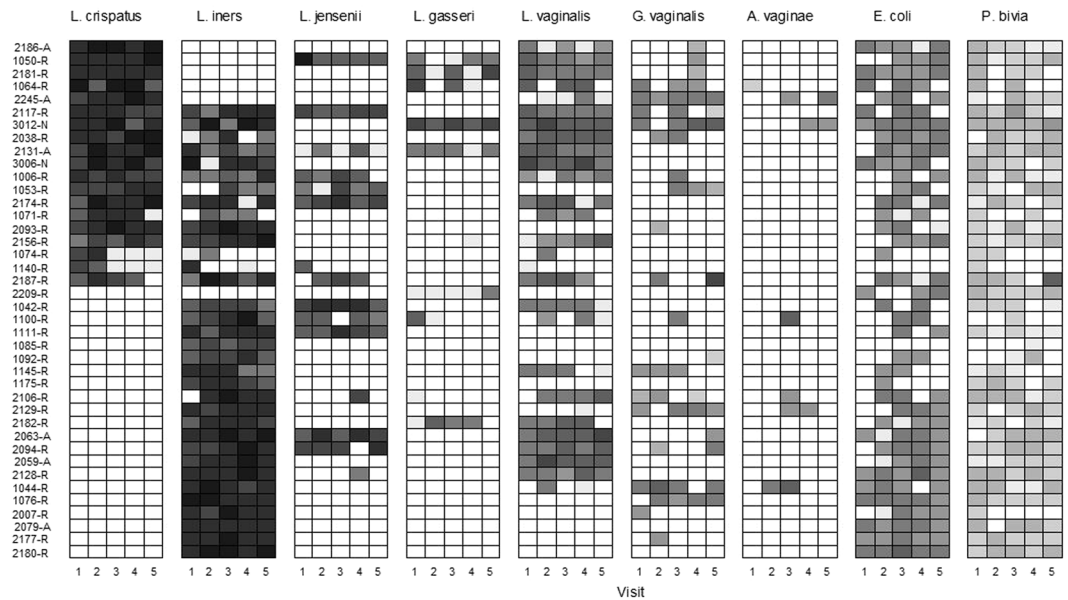 L. crispatus L. iners L. jensenii L. gasseri L. vaginalis G. vaginalis A. vaginae E. coli P. bivia
2186-A
1050-R
2181-R
1064-R
2245-A
2117-R
3012-N
2038-R
2131-A
3006-N
1006-R
1053-R
2174-R
1071-R
2093-R
2156-R
1074-R
1140-R
2187-R
2209-R
1042-R
1100-R
1111-R
1085-R
1092-R
1145-R
1175-R
2106-R
2129-R
2182-R
2063-A
2094-R
2059-A
2128-R
1044-R
1076-R
2007-R
2079-A
2177-R
2180-R
1 2 3 4 5 1 2 3 4 5 1 2 3 4 5 1 2 3 4 5 1 2 3 4 5 1 2 3 4 5 1 2 3 4 5 1 2 3 4 5 1 2 3 4 5
Visit